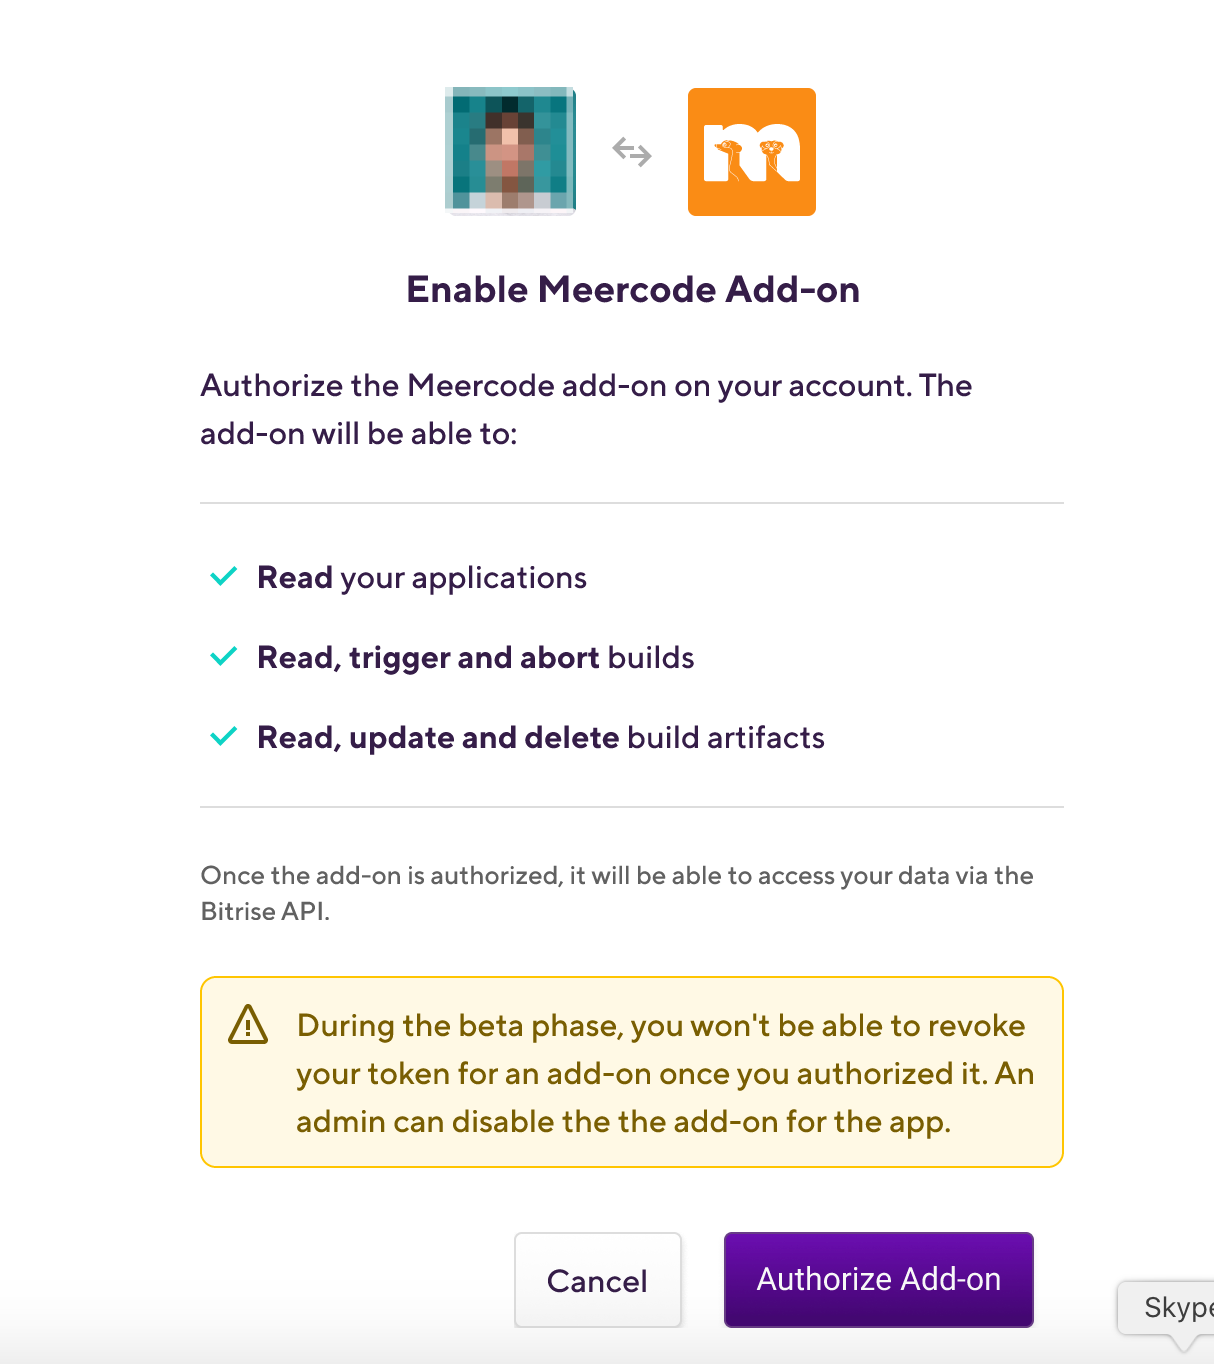 m
Enable Meercode Add-on
Authorize the Meercode add-on on your account. The
add-on will be able to:
Read your applications
Read, trigger and abort builds
Read, update and delete build artifacts
Once the add-on is authorized, it will be able to access your data via the
Bitrise API.
During the beta phase, you won't be able to revoke
your token for an add-on once you authorized it. An
admin can disable the the add-on for the app.
Cancel
Authorize Add-on
Skype